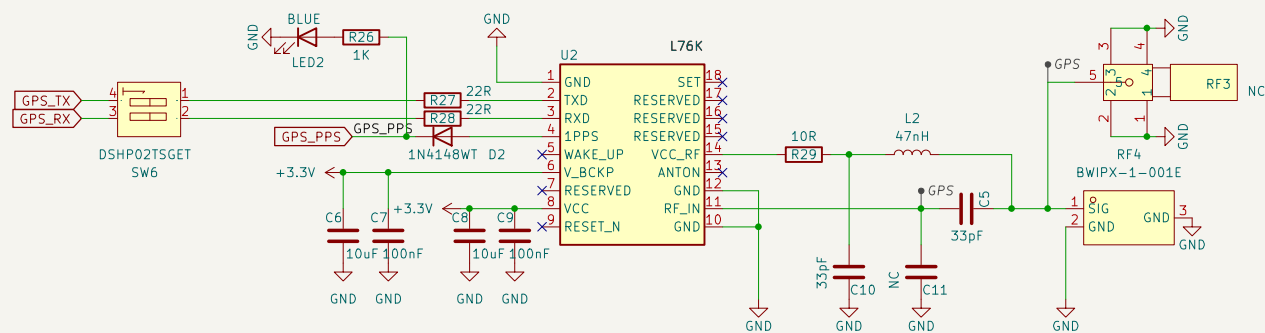 BLUE
GND
R26
1K
LED2
GND
U2
L76K
1 GND
2 TXD
3 RXD
4 1PPS
5 WAKE_UP
6 V_BCKP
7 RESERVED
8 VCC
9 RESET_N
SET 18
RESERVED 17
RESERVED 16
RESERVED 15
VCC_RF 14
ANTON 13
GND 12
RF_IN 11
GND 10
GPS_TX
GPS_RX
4 1
3 2
DSHP02TSGET
SW6
R27 22R
R28 22R
GPS_PPS
GPS_PPS
1N4148WT D2
+3.3V
+3.3V
C6
10uF
C7
100nF
C8
10uF
C9
100nF
GND
GND
GND
GND
GND
10R
R29
L2
47nH
GPS
C5
33pF
33pF
C10
GND
NC
C11
GND
GPS
GND
3 4
5
3 4
5
2 1
2 1
RF3
NC
GND
RF4
BWIPX-1-001E
1 SIG
2 GND
GND 3
GND
GND